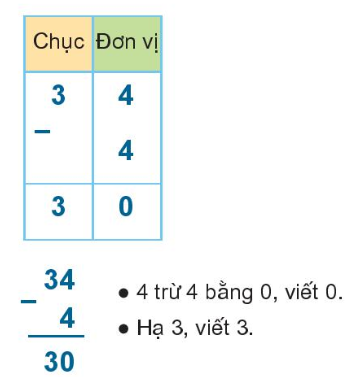 Chục Đơn vị
3 4
–
4
3 0
34
– 4
30
● 4 trừ 4 bằng 0, viết 0.
● Hạ 3, viết 3.